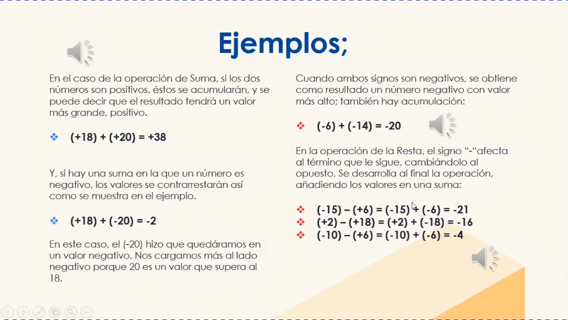 Ejemplos;
En el caso de la operación de Suma, si los dos
números son positivos, éstos se acumularán, y se
puede decir que el resultado tendrá un valor
más grande, positivo.
(+18) + (+20) = +38
Y, si hay una suma en la que un número es
negativo, los valores se contrarrestarán así
como se muestra en el ejemplo.
(+18) + (-20) = -2
En este caso, el (-20) hizo que quedáramos en
un valor negativo. Nos cargamos más al lado
negativo porque 20 es un valor que supera al
18.
Cuando ambos signos son negativos, se obtiene
como resultado un número negativo con valor
más alto; también hay acumulación:
(-6) + (-14) = -20
En la operación de la Resta, el signo "-"afecta
al término que le sigue, cambiándolo al
opuesto. Se desarrolla al final la operación,
añadiendo los valores en una suma:
(-15) – (+6) = (-15) + (-6) = -21
(+2) – (+18) = (+2) + (-18) = -16
(-10) – (+6) = (-10) + (-6) = -4